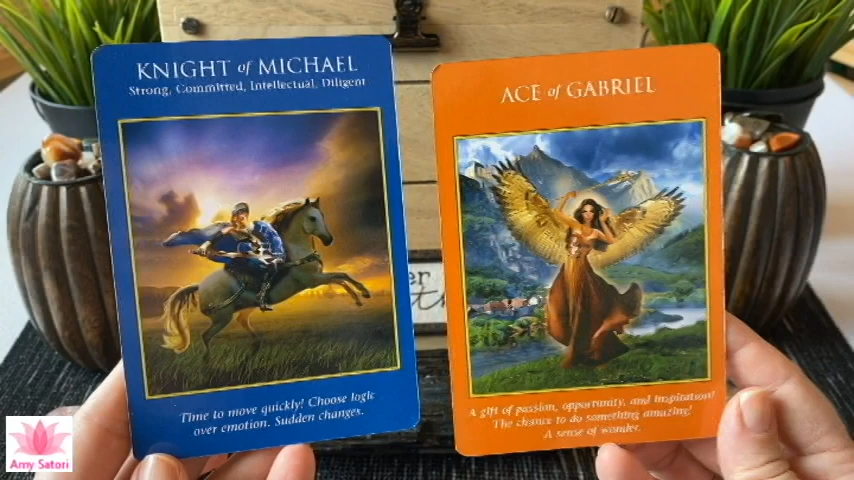 KNIGHT of MICHAEL
Strong, Committed, Intellectual, Diligent
Time to move quickly! Choose logic
over emotion. Sudden changes.
ACE of GABRIEL
A gift of passion, opportunity, and inspiration!
The chance to do something amazing!
A sense of wonder.
Amy Satori